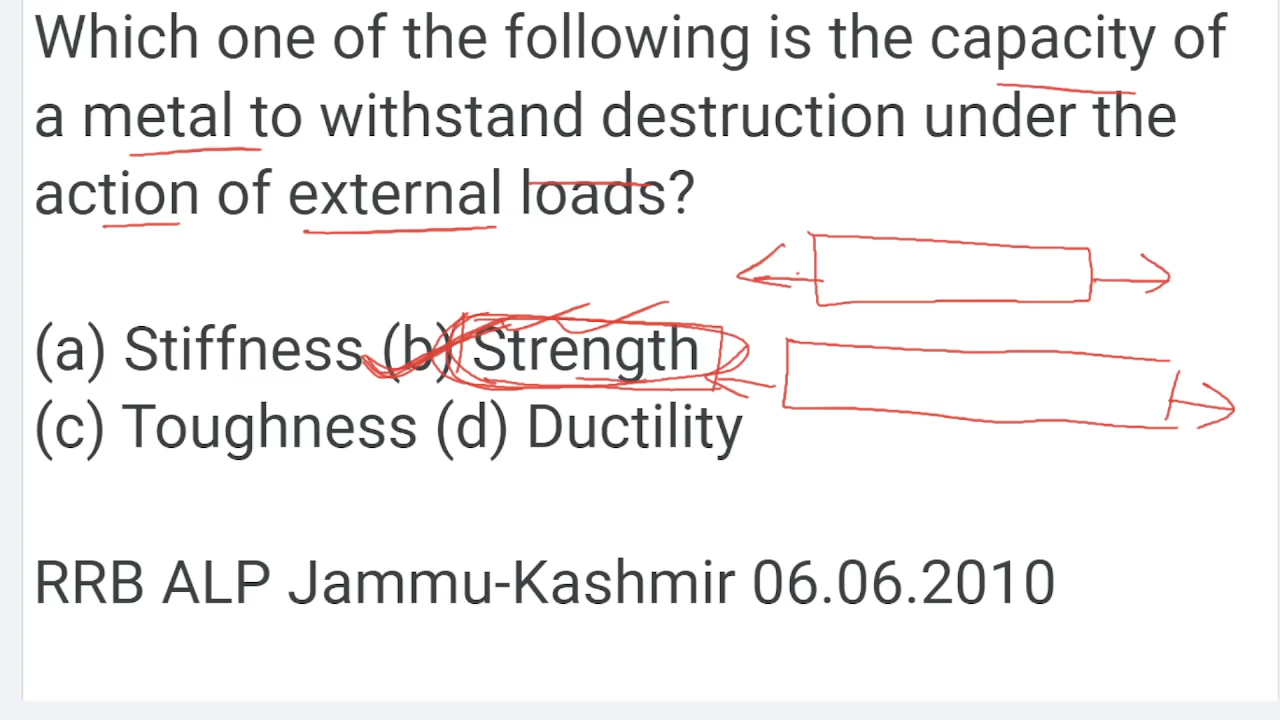 Which one of the following is the capacity of
a metal to withstand destruction under the
action of external loads?
(a) Stiffness (b) Strength
(c) Toughness (d) Ductility
RRB ALP Jammu-Kashmir 06.06.2010